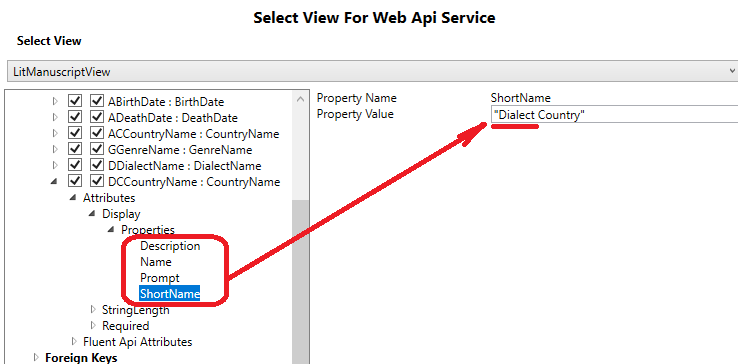 Select View For Web Api Service
Select View
LitManuscriptView
ABirthDate : BirthDate
ADeathDate : DeathDate
ACCountryName : CountryName
GGenreName : GenreName
DDialectName : DialectName
DCCountryName : CountryName
Attributes
Display
Properties
Description
Name
Prompt
ShortName
StringLength
Required
Fluent Api Attributes
Foreign Keys
Property Name ShortName
Property Value "Dialect Country"